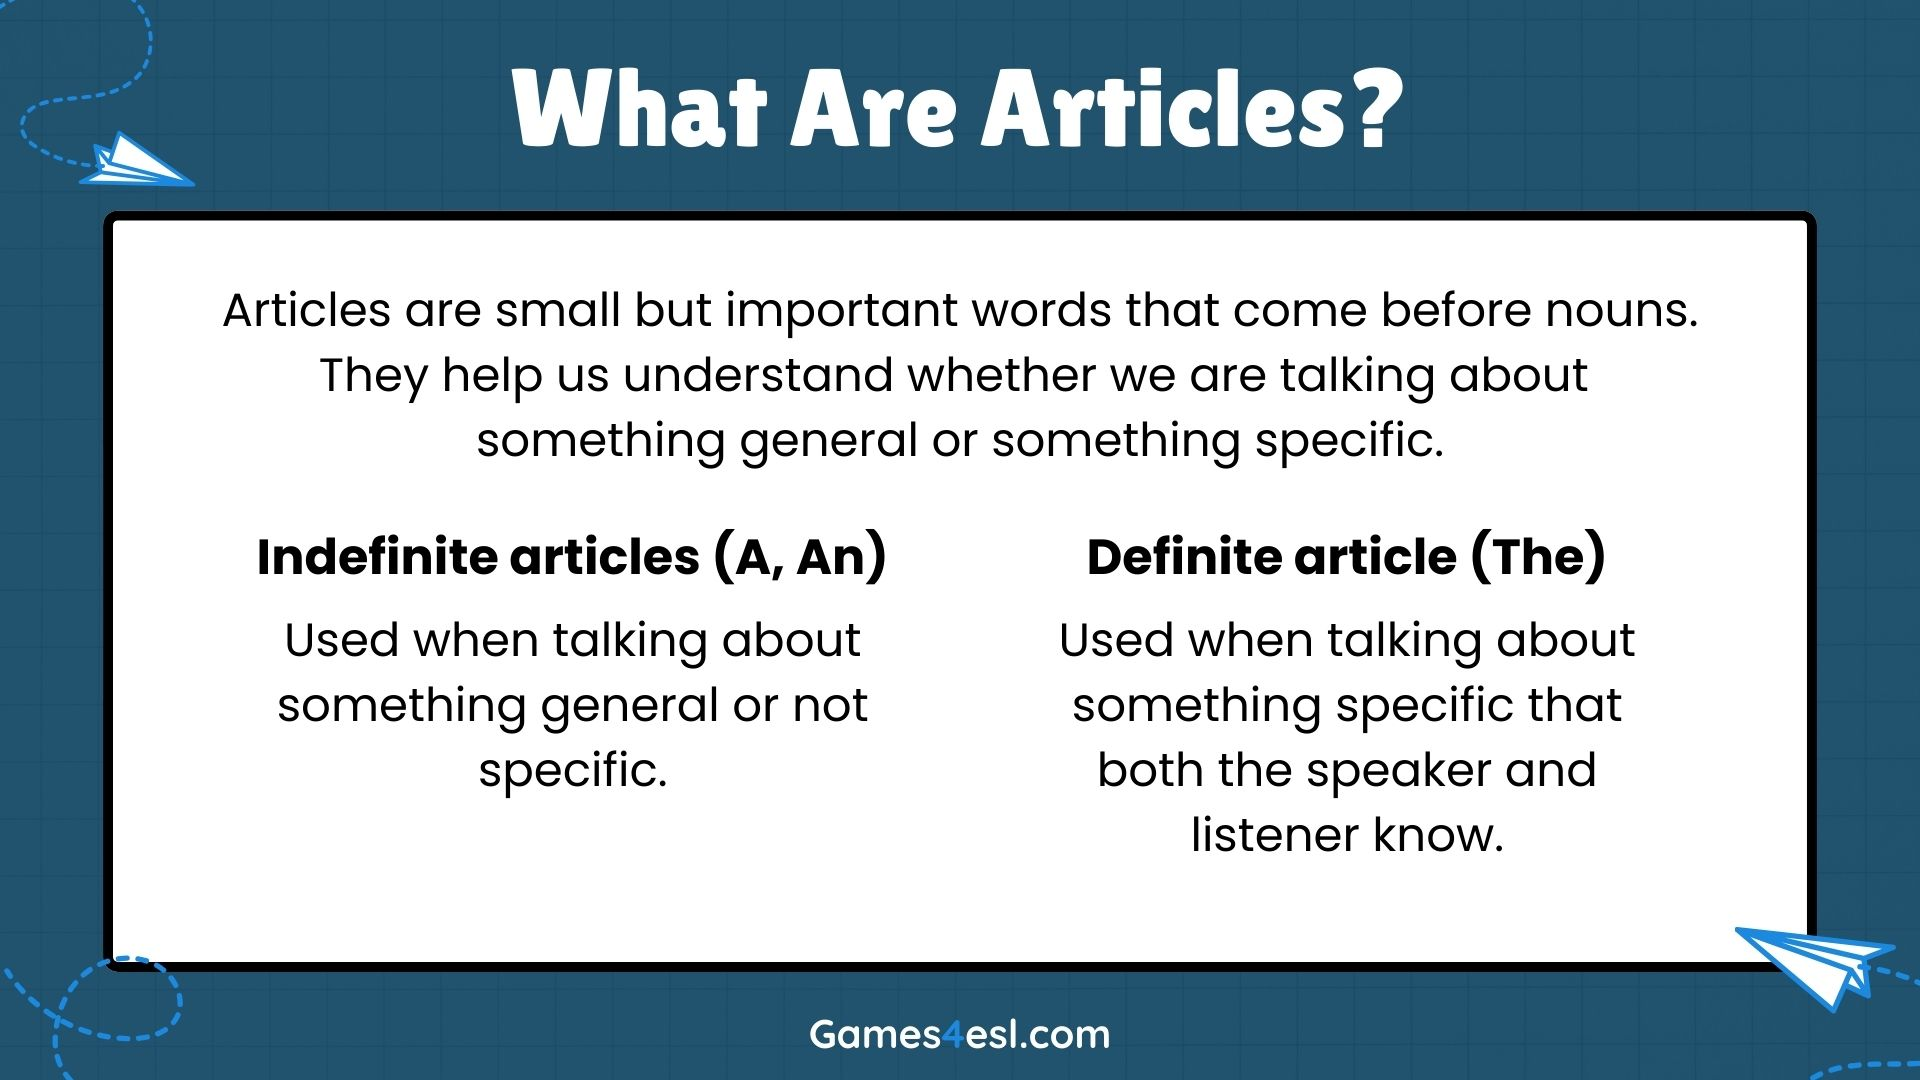 What Are Articles?
Articles are small but important words that come before nouns.
They help us understand whether we are talking about
something general or something specific.
Indefinite articles (A, An)
Used when talking about
something general or not
specific.
Definite article (The)
Used when talking about
something specific that
both the speaker and
listener know.
Games4esl.com